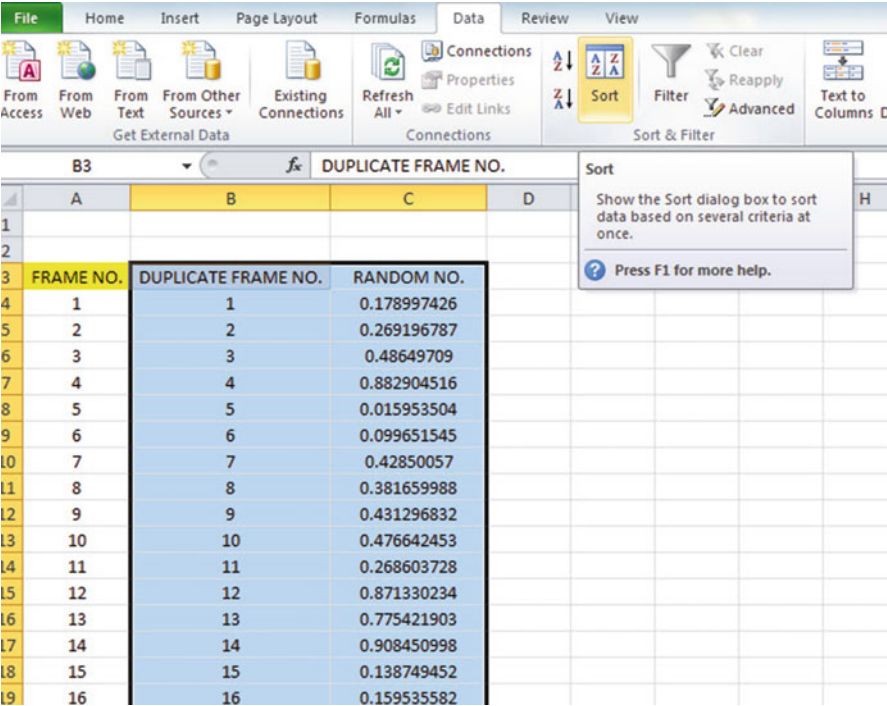 File Home Insert Page Layout Formulas Data Review View
From Access
From Web
From Text
From Other Sources
Existing Connections
Get External Data
Refresh All
Connections
Properties
Edit Links
Connections
A Z
Z A
A Z Z A
Sort
Filter
Clear
Reapply
Advanced
Sort & Filter
Text to Columns
B3 fx DUPLICATE FRAME NO.
Sort
Show the Sort dialog box to sort
data based on several criteria at
once.
? Press F1 for more help.
A B C D H
1
2
3 FRAME NO. DUPLICATE FRAME NO. RANDOM NO.
4 1 1 0.178997426
5 2 2 0.269196787
6 3 3 0.48649709
7 4 4 0.882904516
8 5 5 0.015953504
9 6 6 0.099651545
10 7 7 0.42850057
11 8 8 0.381659988
12 9 9 0.431296832
13 10 10 0.476642453
14 11 11 0.268603728
15 12 12 0.871330234
16 13 13 0.775421903
17 14 14 0.908450998
18 15 15 0.138749452
19 16 16 0.159535582